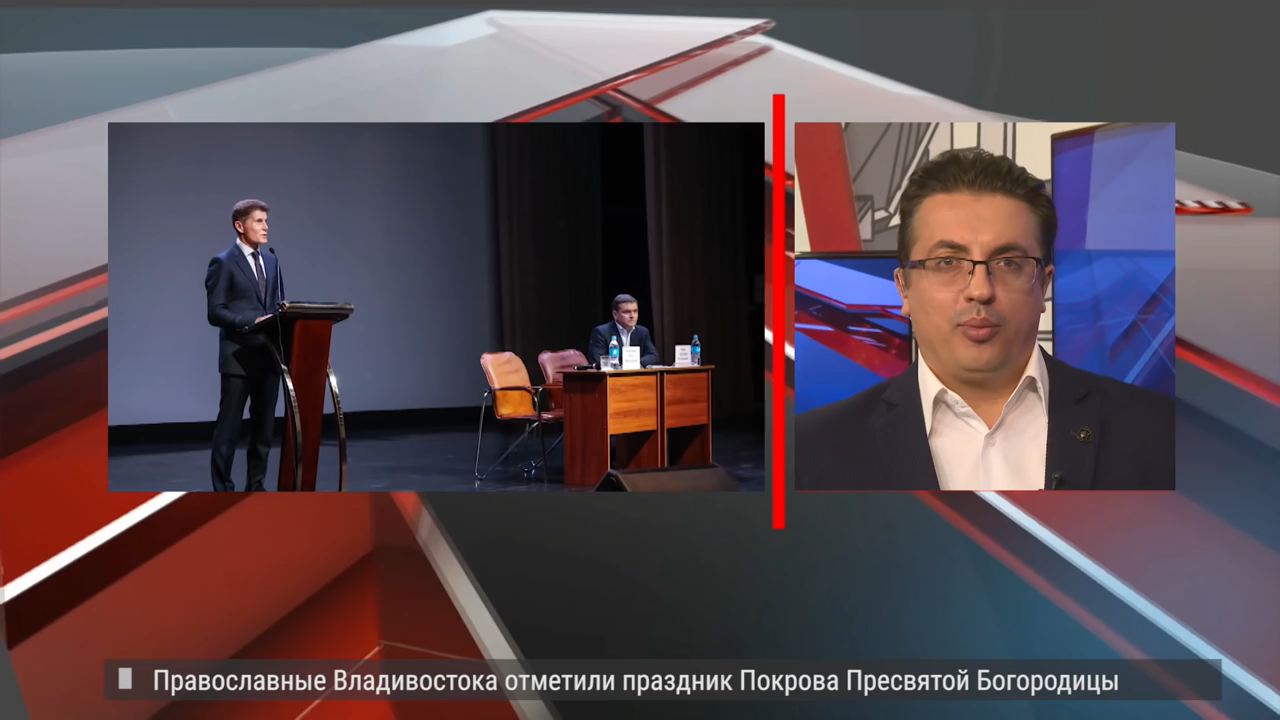 Православные Владивостока отметили праздник Покрова Пресвятой Богородицы